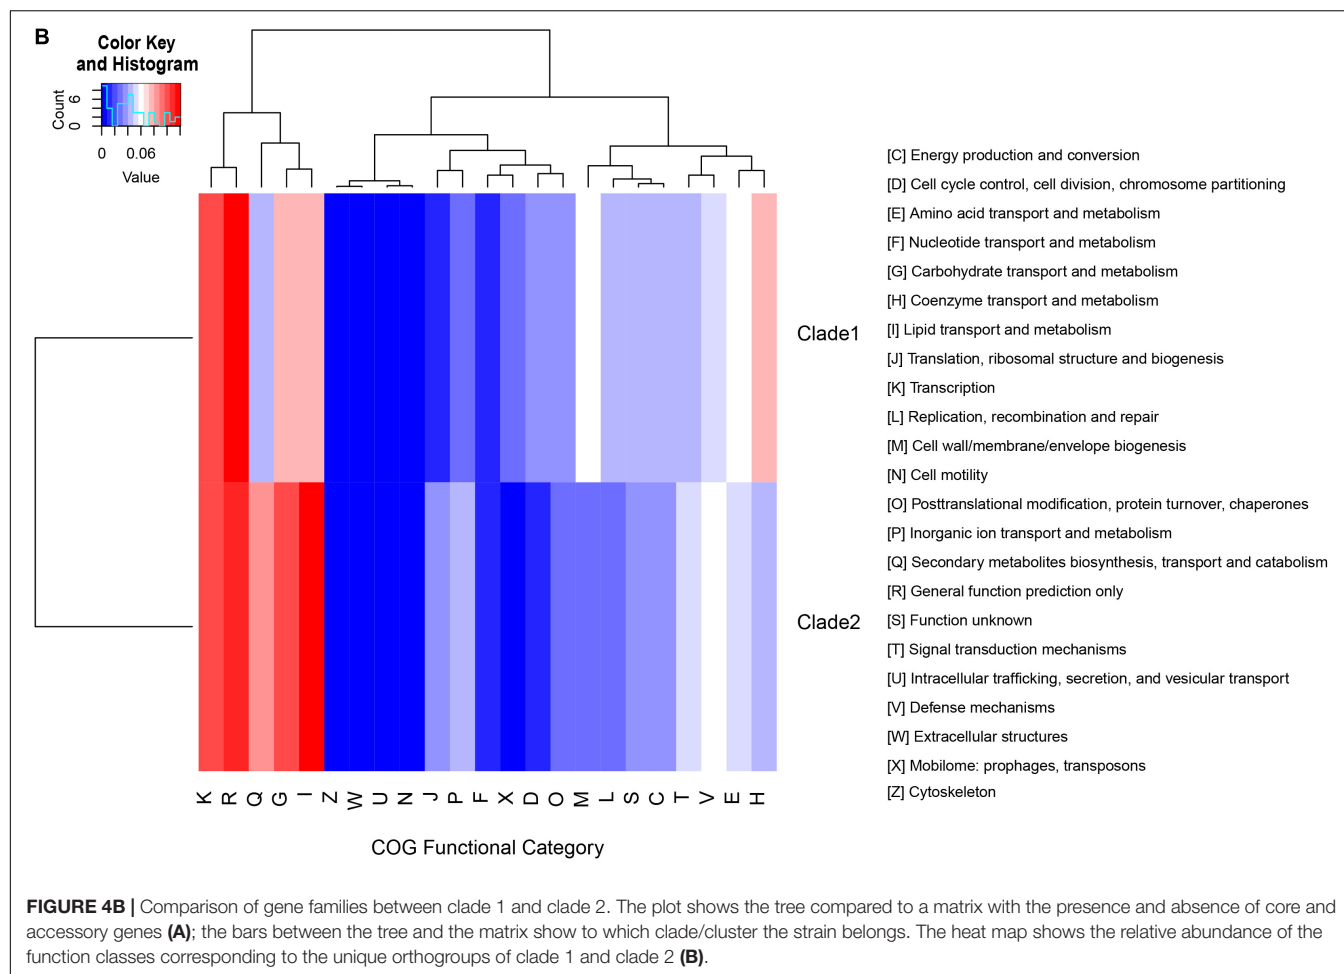 B
Color Key
and Histogram
Count
0 6
0 0.06
Value
[C] Energy production and conversion
[D] Cell cycle control, cell division, chromosome partitioning
[E] Amino acid transport and metabolism
[F] Nucleotide transport and metabolism
[G] Carbohydrate transport and metabolism
[H] Coenzyme transport and metabolism
[I] Lipid transport and metabolism
[J] Translation, ribosomal structure and biogenesis
[K] Transcription
[L] Replication, recombination and repair
[M] Cell wall/membrane/envelope biogenesis
[N] Cell motility
[O] Posttranslational modification, protein turnover, chaperones
[P] Inorganic ion transport and metabolism
[Q] Secondary metabolites biosynthesis, transport and catabolism
[R] General function prediction only
[S] Function unknown
[T] Signal transduction mechanisms
[U] Intracellular trafficking, secretion, and vesicular transport
[V] Defense mechanisms
[W] Extracellular structures
[X] Mobilome: prophages, transposons
[Z] Cytoskeleton
Clade1
Clade2
K R Q G I Z W U N J P F X D O M L S C T V E H
COG Functional Category
FIGURE 4B | Comparison of gene families between clade 1 and clade 2. The plot shows the tree compared to a matrix with the presence and absence of core and
accessory genes (A); the bars between the tree and the matrix show to which clade/cluster the strain belongs. The heat map shows the relative abundance of the
function classes corresponding to the unique orthogroups of clade 1 and clade 2 (B).